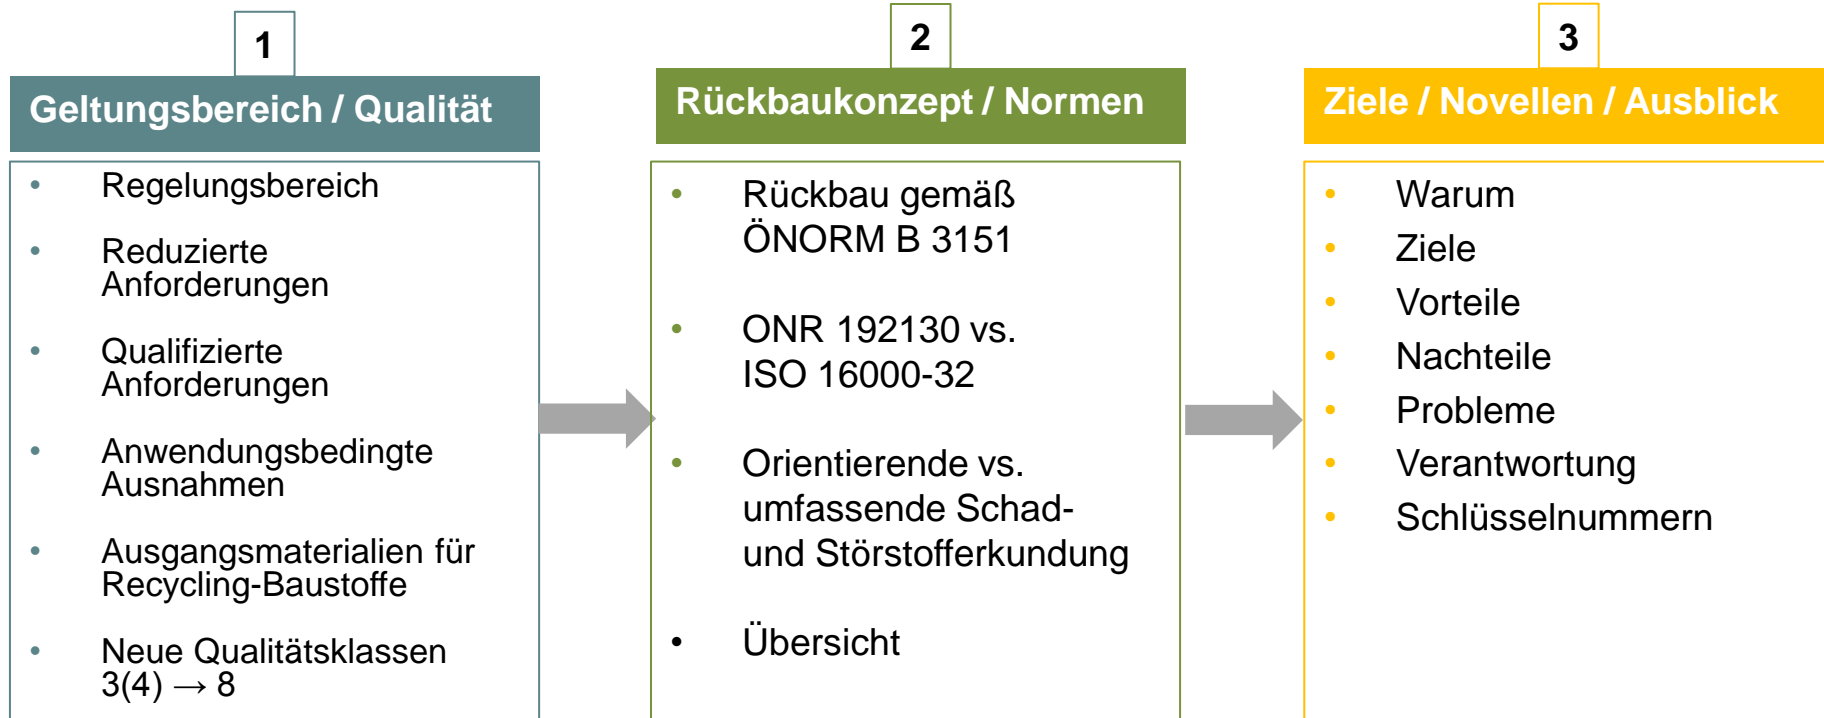 1
Geltungsbereich / Qualität
• Regelungsbereich
• Reduzierte
Anforderungen
• Qualifizierte
Anforderungen
• Anwendungsbedingte
Ausnahmen
• Ausgangsmaterialien für
Recycling-Baustoffe
• Neue Qualitätsklassen
3(4) → 8
2
Rückbaukonzept / Normen
• Rückbau gemäß
ÖNORM B 3151
• ONR 192130 vs.
ISO 16000-32
• Orientierende vs.
umfassende Schad-
und Störstofferkundung
• Übersicht
3
Ziele / Novellen / Ausblick
• Warum
• Ziele
• Vorteile
• Nachteile
• Probleme
• Verantwortung
• Schlüsselnummern